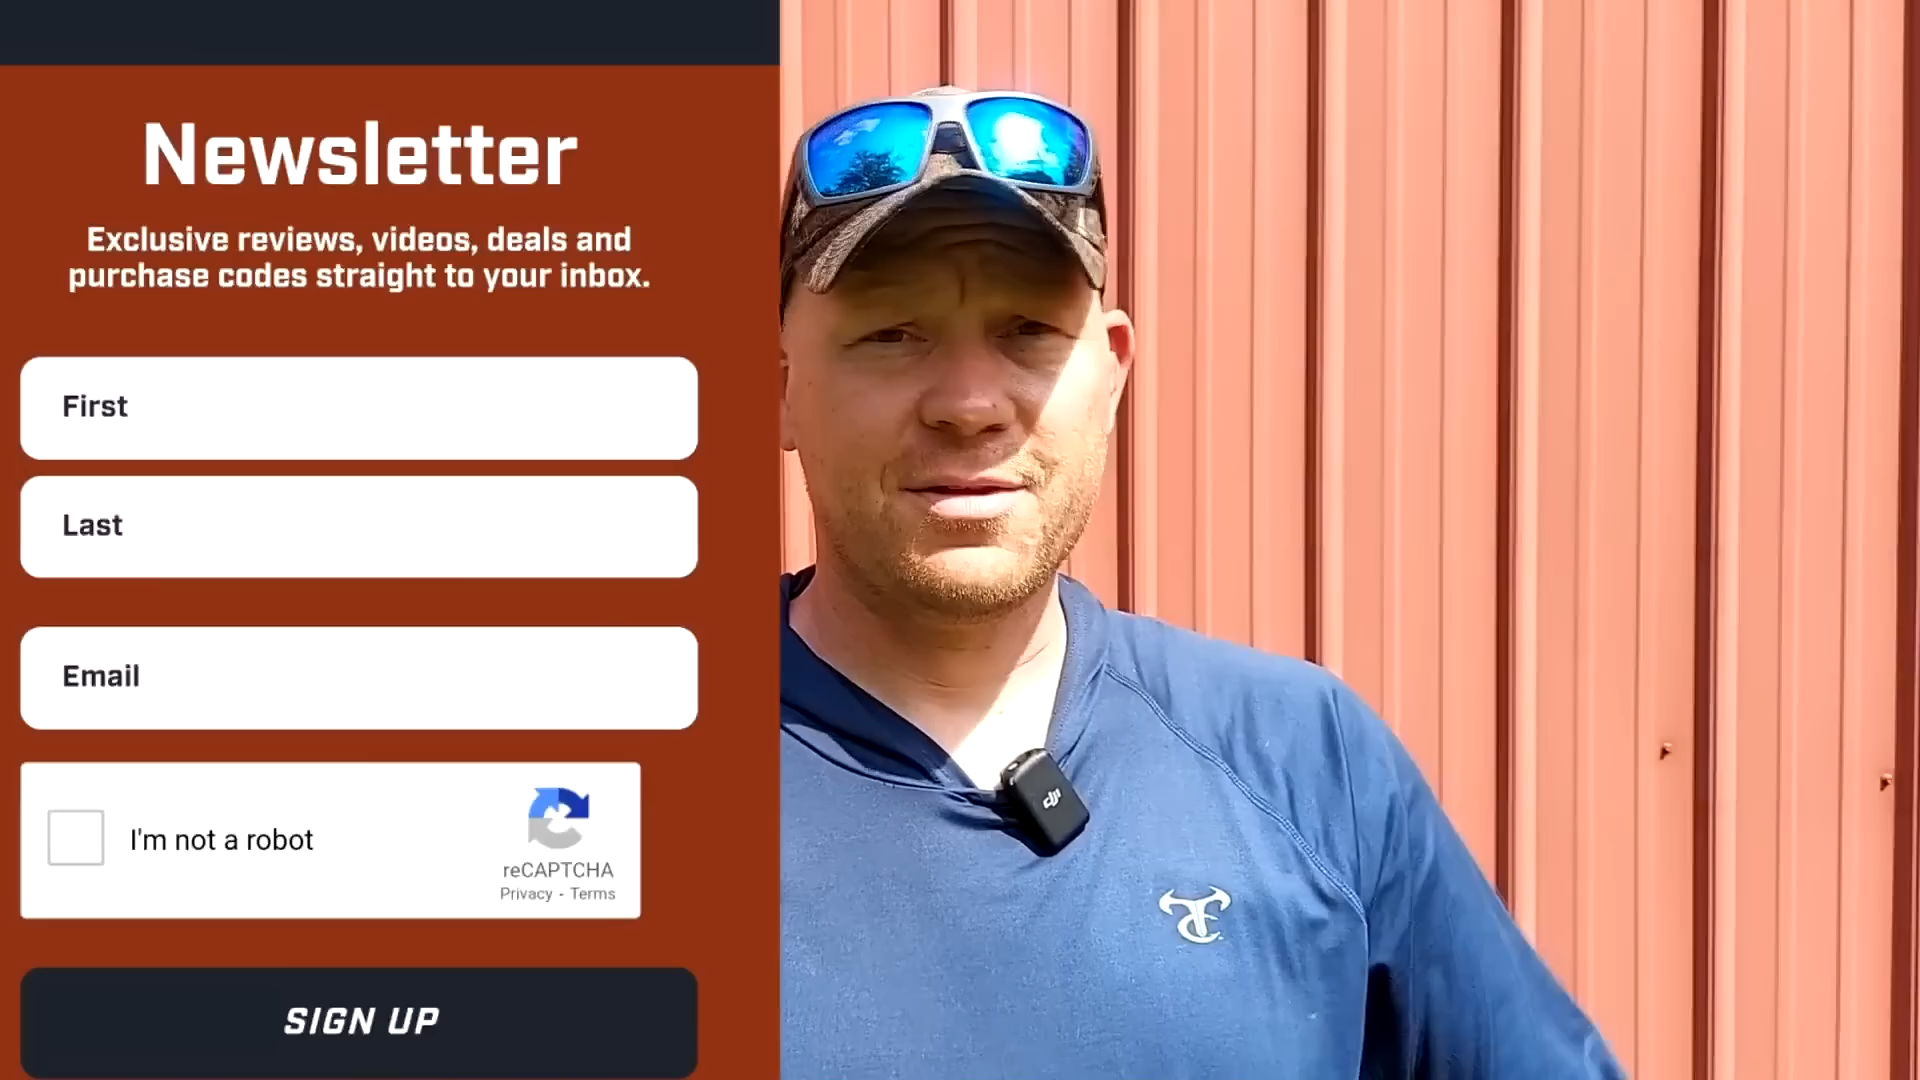 Newsletter
Exclusive reviews, videos, deals and
purchase codes straight to your inbox.
First
Last
Email
I'm not a robot
reCAPTCHA
Privacy - Terms
SIGN UP
dji